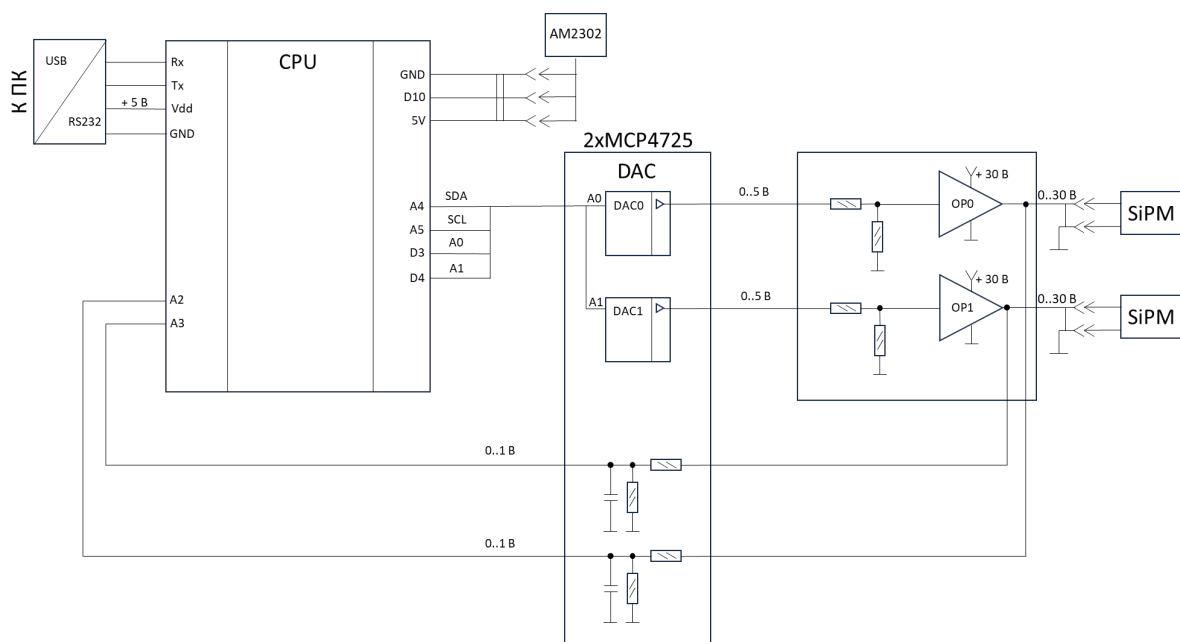 AM2302
К ПК
USB
RS232
+ 5 В
Rx
Tx
Vdd
GND
CPU
GND
D10
5V
2xMCP4725
DAC
A4
SDA
A5
SCL
D3
A0
D4
A1
A2
A3
A0
DAC0
A1
DAC1
0..5 В
0..5 В
+ 30 В
OP0
0..30 В
SiPM
+ 30 В
OP1
0..30 В
SiPM
0..1 В
0..1 В